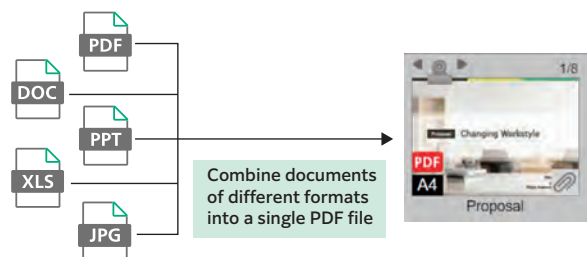 PDF
DOC
PPT
XLS
JPG
Combine documents
of different formats
into a single PDF file
1/8
Proposal Changing Workstyle
PDF
A4
Proposal